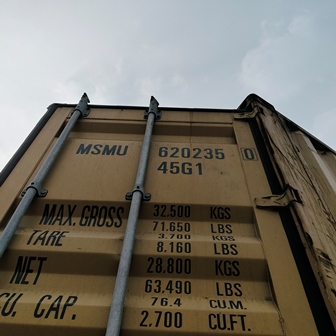 MSMU 620235 0
45G1
MAX. GROSS 32.500 KGS
71.650 LBS
TARE 3.700 KGS
8.160 LBS
NET 28.800 KGS
63.490 LBS
CU. CAP. 76.4 CU.M.
2.700 CU.FT.